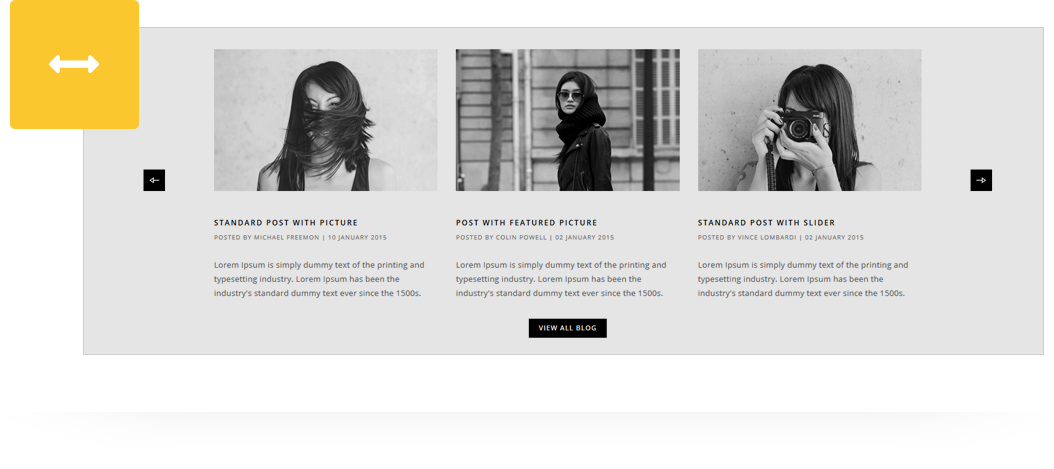 STANDARD POST WITH PICTURE
POSTED BY MICHAEL FREEMON | 10 JANUARY 2015
Lorem Ipsum is simply dummy text of the printing and
typesetting industry. Lorem Ipsum has been the
industry's standard dummy text ever since the 1500s.
POST WITH FEATURED PICTURE
POSTED BY COLIN POWELL | 02 JANUARY 2015
Lorem Ipsum is simply dummy text of the printing and
typesetting industry. Lorem Ipsum has been the
industry's standard dummy text ever since the 1500s.
STANDARD POST WITH SLIDER
POSTED BY VINCE LOMBARDI | 02 JANUARY 2015
Lorem Ipsum is simply dummy text of the printing and
typesetting industry. Lorem Ipsum has been the
industry's standard dummy text ever since the 1500s.
VIEW ALL BLOG